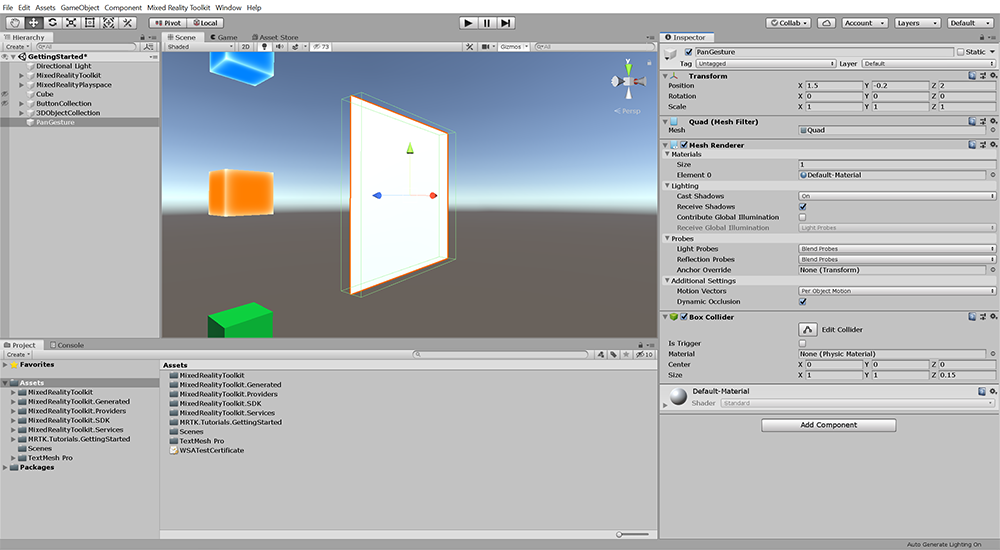 File Edit Assets GameObject Component Mixed Reality Toolkit Window Help
Pivot Local Collab Account Layers Default
Hierarchy
Create All
GettingStarted*
Directional Light
MixedRealityToolkit
MixedRealityPlayspace
Cube
ButtonCollection
3DObjectCollection
PanGesture
Scene Game Asset Store
Shaded 2D 73 Gizmos All
y
Persp
Inspector
PanGesture Static
Tag Untagged Layer Default
Transform
Position X 1.5 Y -0.2 Z 2
Rotation X 0 Y 0 Z 0
Scale X 1 Y 1 Z 1
Quad (Mesh Filter)
Mesh Quad
Mesh Renderer
Materials
Size 1
Element 0 Default-Material
Lighting
Cast Shadows On
Receive Shadows
Contribute Global Illumination
Receive Global Illumination Light Probes
Probes
Light Probes Blend Probes
Reflection Probes Blend Probes
Anchor Override None (Transform)
Additional Settings
Motion Vectors Per Object Motion
Dynamic Occlusion
Box Collider
Edit Collider
Is Trigger
Material None (Physic Material)
Center X 0 Y 0 Z 0
Size X 1 Y 1 Z 0.15
Default-Material
Shader Standard
Add Component
Project Console
Create 10
Favorites
Assets
MixedRealityToolkit
MixedRealityToolkit.Generated
MixedRealityToolkit.Providers
MixedRealityToolkit.SDK
MixedRealityToolkit.Services
MRTK.Tutorials.GettingStarted
Scenes
TextMesh Pro
Packages
Assets
MixedRealityToolkit
MixedRealityToolkit.Generated
MixedRealityToolkit.Providers
MixedRealityToolkit.SDK
MixedRealityToolkit.Services
MRTK.Tutorials.GettingStarted
Scenes
TextMesh Pro
WSATestCertificate
Auto Generate Lighting On